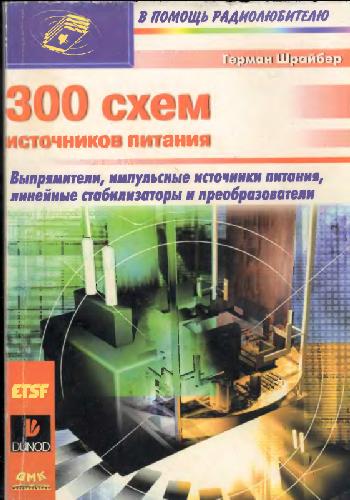 В ПОМОЩЬ РАДИОЛЮБИТЕЛЮ
Герман Шрайбер
300 схем
источников питания
Выпрямители, импульсные источники питания,
линейные стабилизаторы и преобразователи
ETSF
DUNOD
ДМК